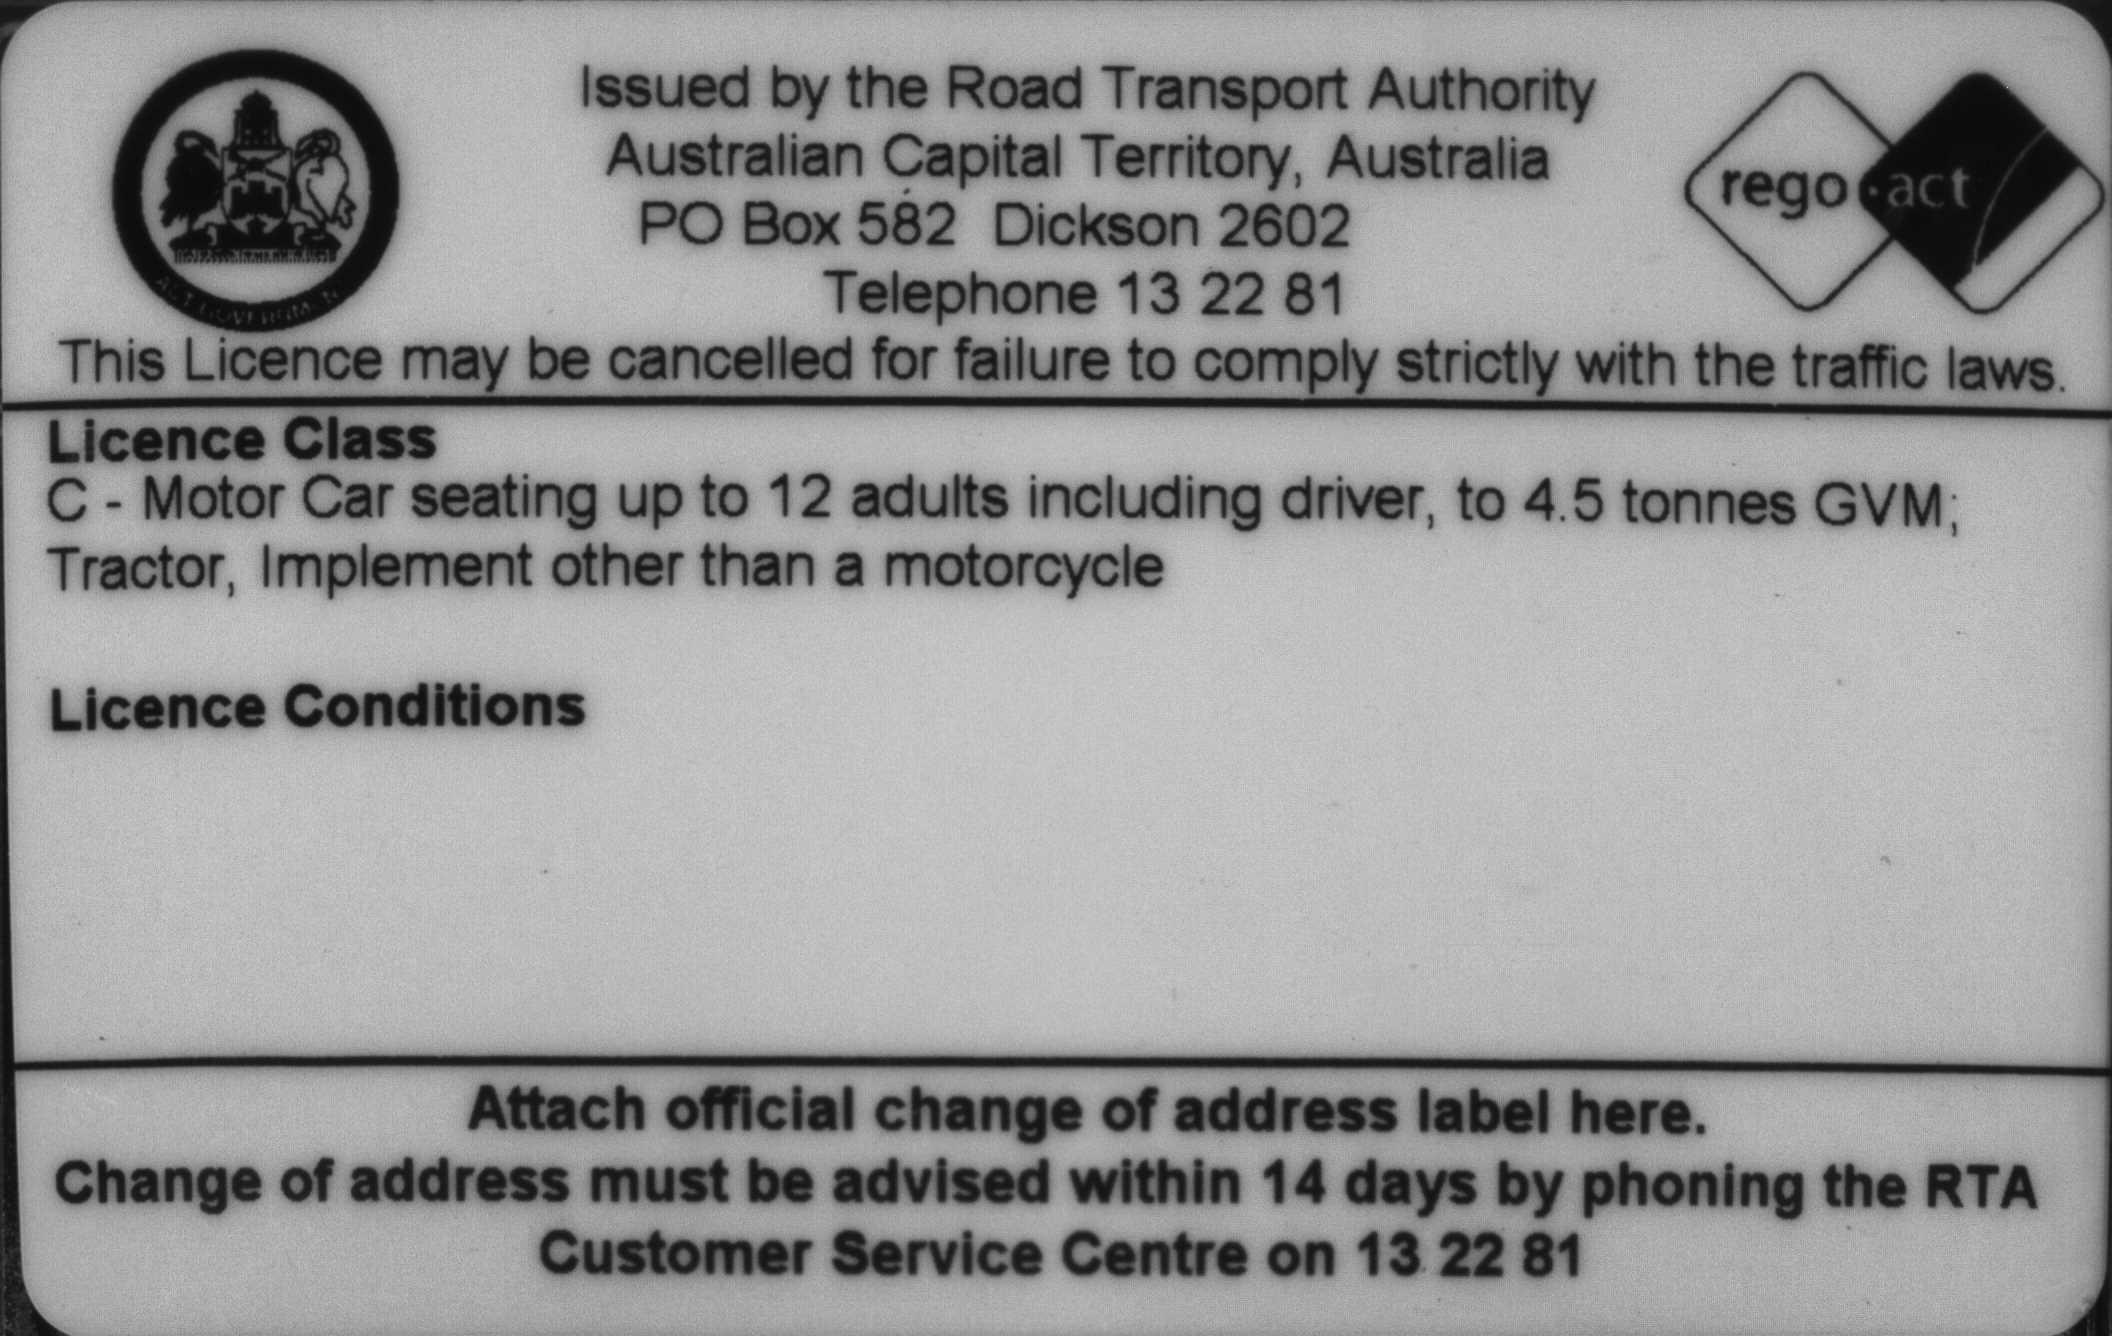 Issued by the Road Transport Authority
Australian Capital Territory, Australia
PO Box 582 Dickson 2602
Telephone 13 22 81
rego·act
This Licence may be cancelled for failure to comply strictly with the traffic laws.
Licence Class
C - Motor Car seating up to 12 adults including driver, to 4.5 tonnes GVM;
Tractor, Implement other than a motorcycle
Licence Conditions
Attach official change of address label here.
Change of address must be advised within 14 days by phoning the RTA
Customer Service Centre on 13 22 81